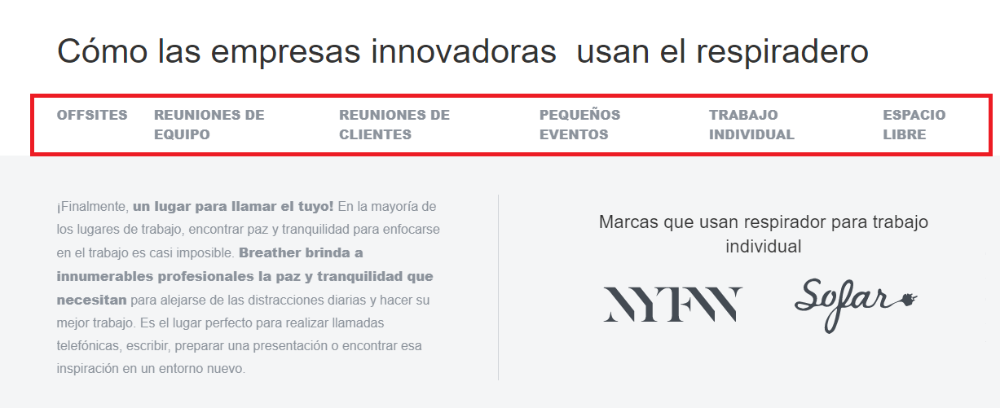 Cómo las empresas innovadoras usan el respiradero
OFFSITES
REUNIONES DE
EQUIPO
REUNIONES DE
CLIENTES
PEQUEÑOS
EVENTOS
TRABAJO
INDIVIDUAL
ESPACIO
LIBRE
¡Finalmente, un lugar para llamar el tuyo! En la mayoría de
los lugares de trabajo, encontrar paz y tranquilidad para enfocarse
en el trabajo es casi imposible. Breather brinda a
innumerables profesionales la paz y tranquilidad que
necesitan para alejarse de las distracciones diarias y hacer su
mejor trabajo. Es el lugar perfecto para realizar llamadas
telefónicas, escribir, preparar una presentación o encontrar esa
inspiración en un entorno nuevo.
Marcas que usan respirador para trabajo
individual
NYFW
Sofar